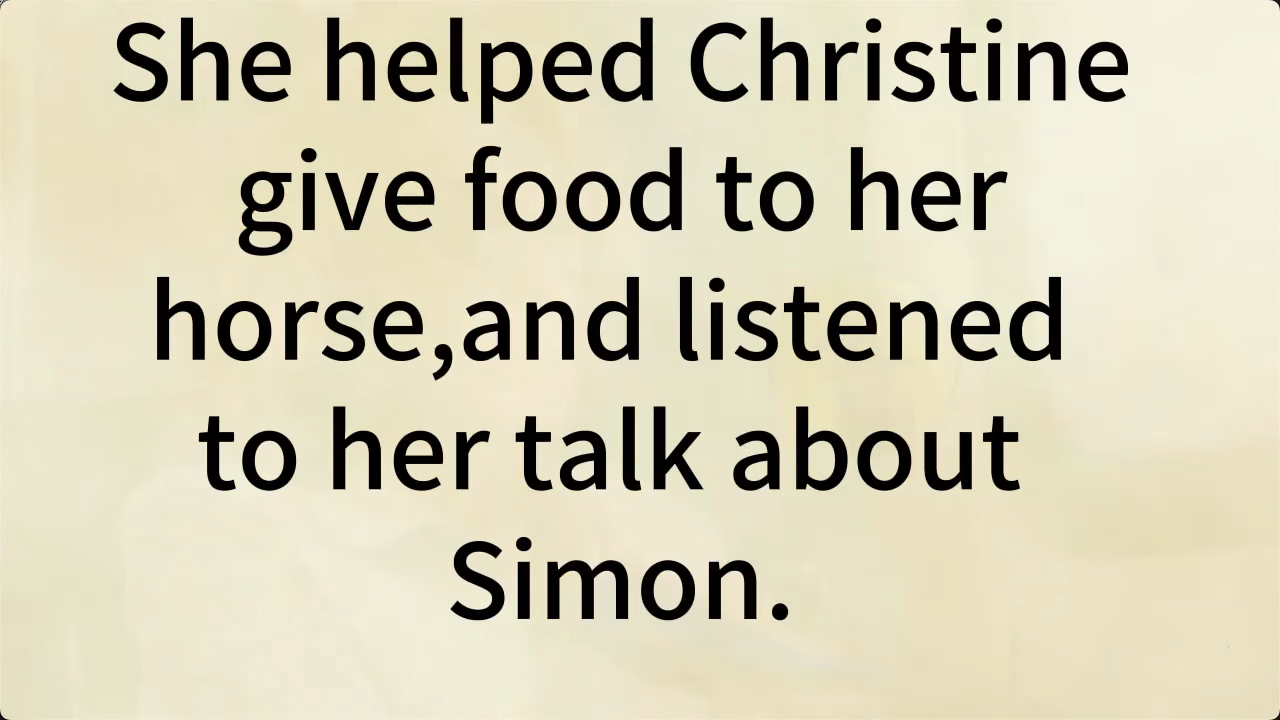 She helped Christine
give food to her
horse,and listened
to her talk about
Simon.